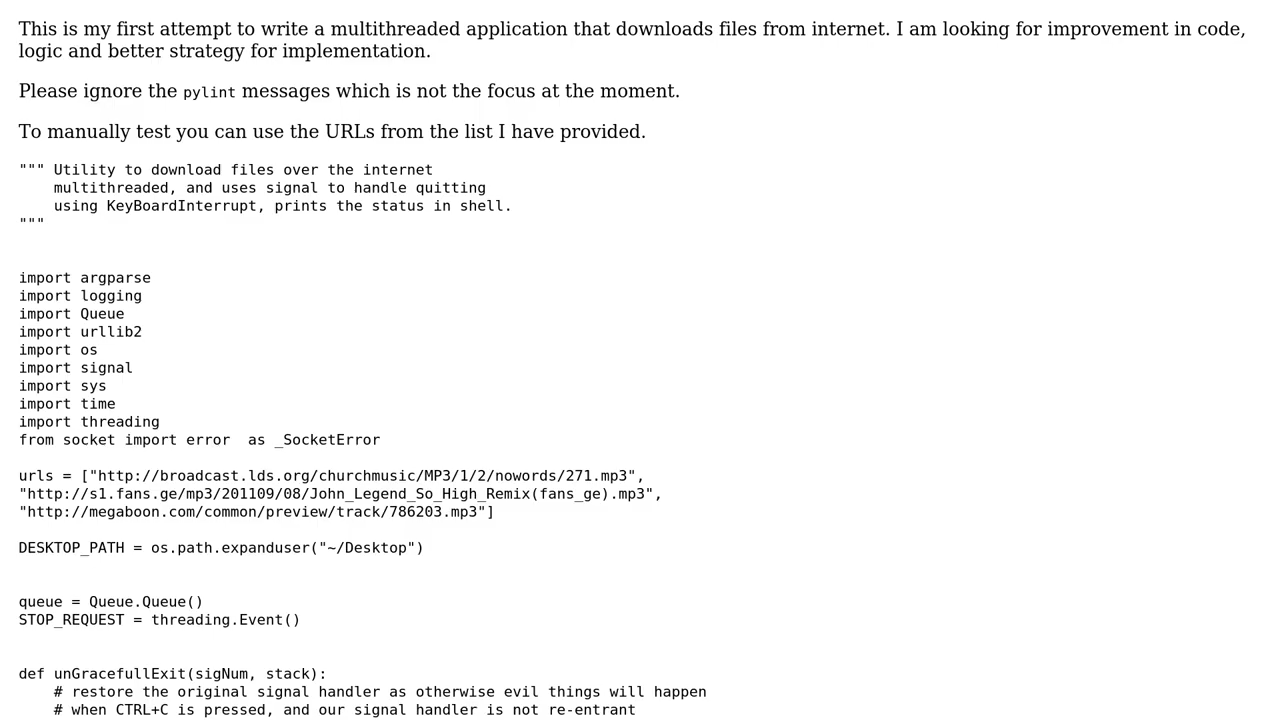 This is my first attempt to write a multithreaded application that downloads files from internet. I am looking for improvement in code,
logic and better strategy for implementation.
Please ignore the pylint messages which is not the focus at the moment.
To manually test you can use the URLs from the list I have provided.
""" Utility to download files over the internet
    multithreaded, and uses signal to handle quitting
    using KeyBoardInterrupt, prints the status in shell.
"""
import argparse
import logging
import Queue
import urllib2
import os
import signal
import sys
import time
import threading
from socket import error  as _SocketError
urls = ["http://broadcast.lds.org/churchmusic/MP3/1/2/nowords/271.mp3",
"http://s1.fans.ge/mp3/201109/08/John_Legend_So_High_Remix(fans_ge).mp3",
"http://megaboon.com/common/preview/track/786203.mp3"]
DESKTOP_PATH = os.path.expanduser("~/Desktop")
queue = Queue.Queue()
STOP_REQUEST = threading.Event()
def unGracefullExit(sigNum, stack):
    # restore the original signal handler as otherwise evil things will happen
    # when CTRL+C is pressed, and our signal handler is not re-entrant